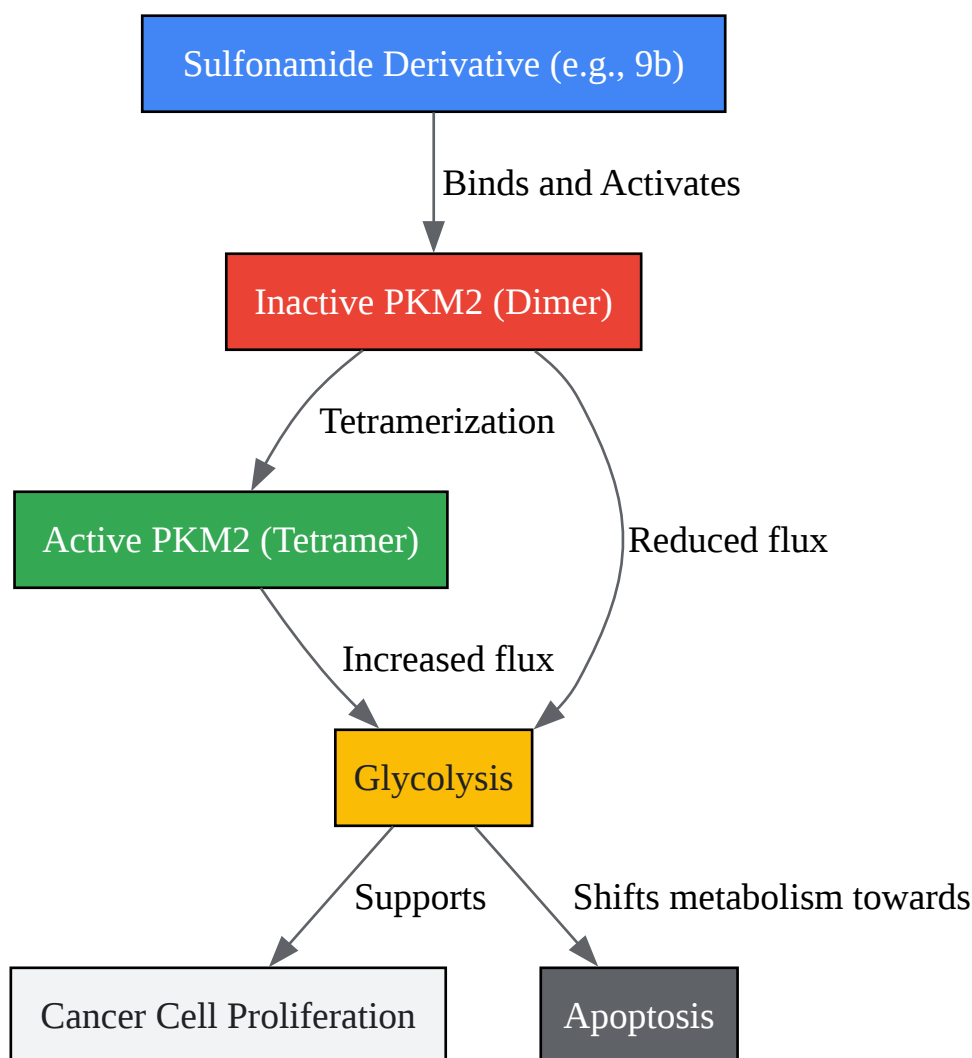 Sulfonamide Derivative (e.g., 9b)
Binds and Activates
Inactive PKM2 (Dimer)
Tetramerization
Active PKM2 (Tetramer)
Reduced flux
Increased flux
Glycolysis
Supports
Shifts metabolism towards
Cancer Cell Proliferation
Apoptosis